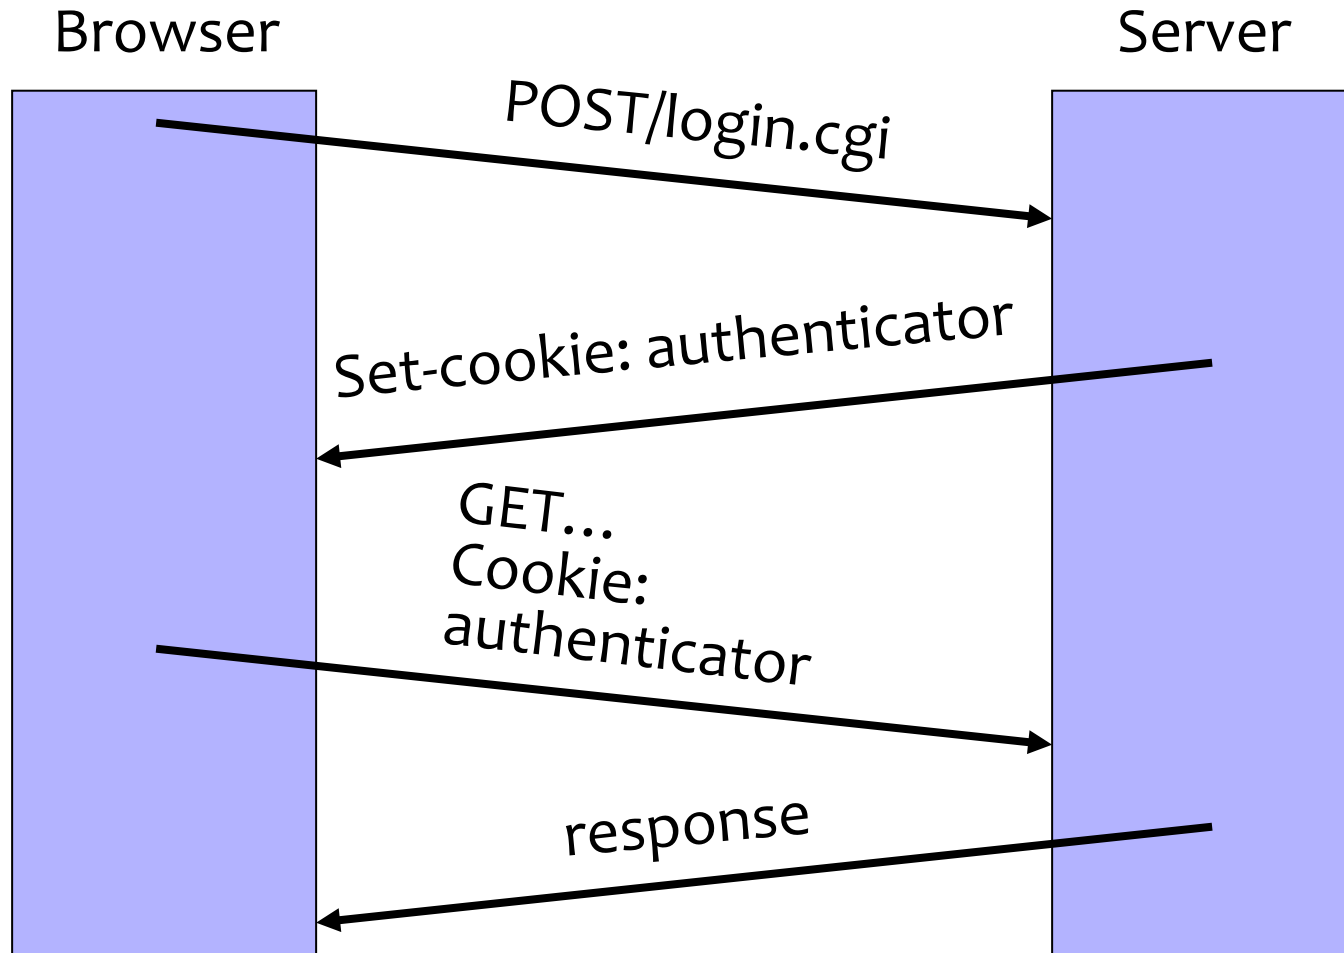 Browser
Server
POST/login.cgi
Set-cookie: authenticator
GET...
Cookie:
authenticator
response